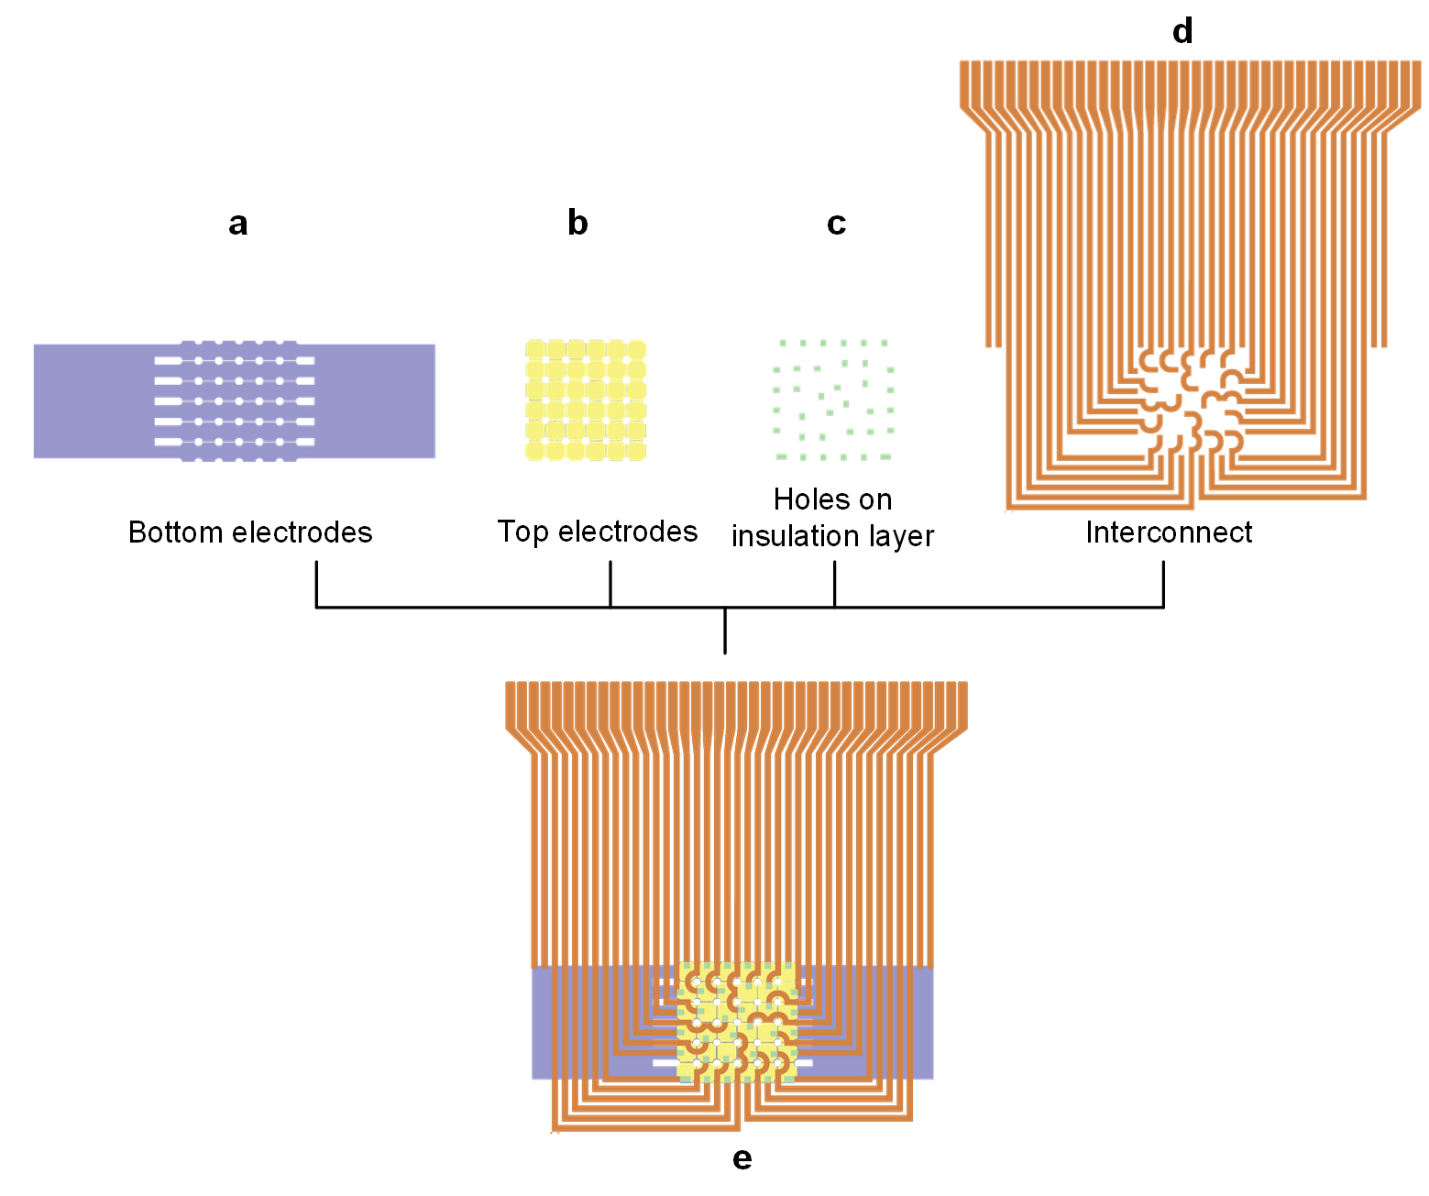 d
a
b
c
Bottom electrodes
Top electrodes
Holes on
insulation layer
Interconnect
e